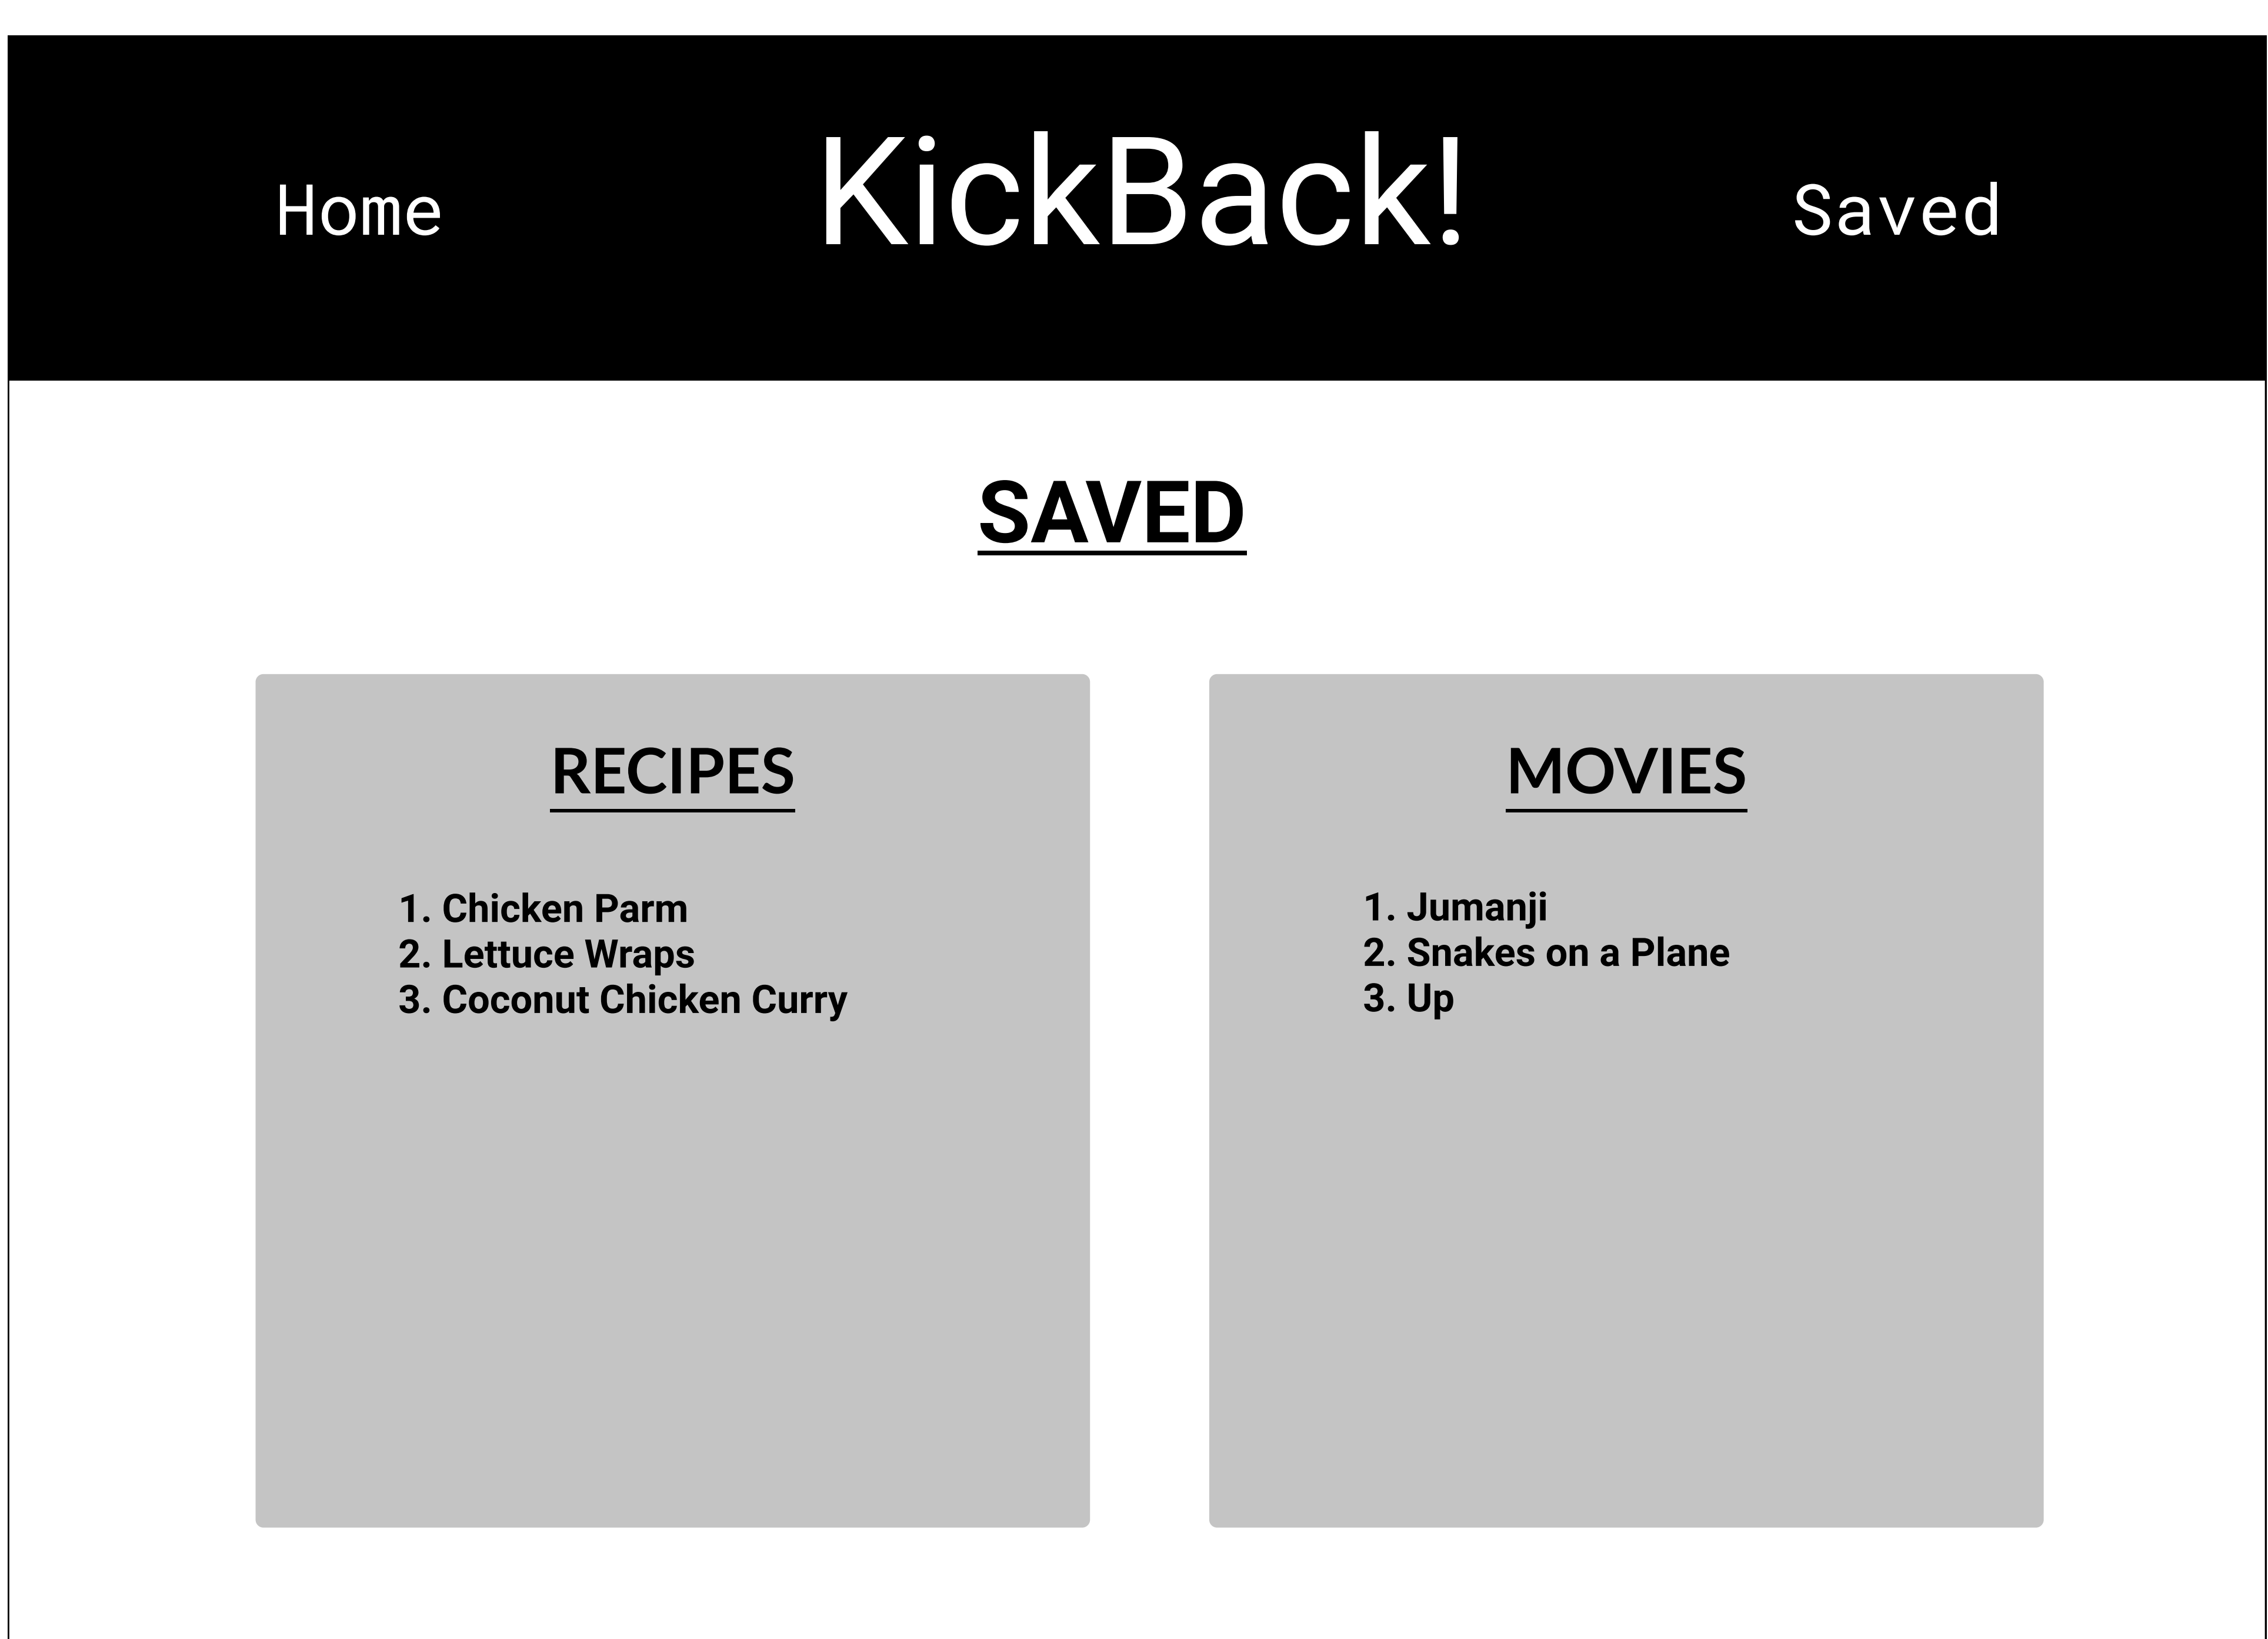 Home
KickBack!
Saved
SAVED
RECIPES
1. Chicken Parm
2. Lettuce Wraps
3. Coconut Chicken Curry
MOVIES
1. Jumanji
2. Snakes on a Plane
3. Up